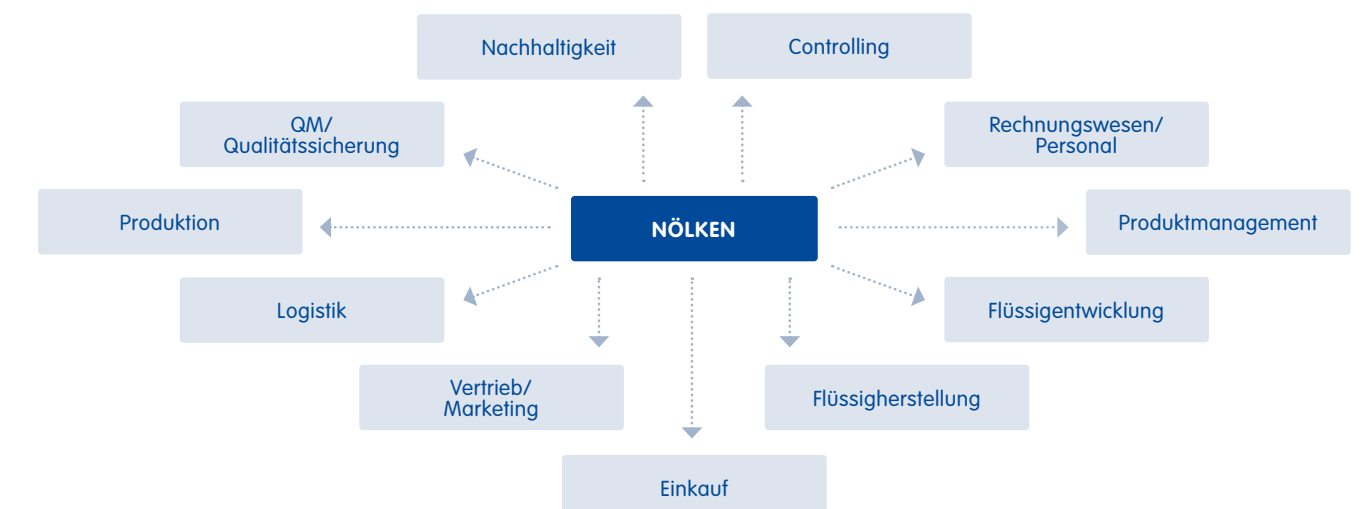 Nachhaltigkeit
Controlling
QM/
Qualitätssicherung
Rechnungswesen/
Personal
Produktion
NÖLKEN
Produktmanagement
Logistik
Flüssigentwicklung
Vertrieb/
Marketing
Flüssigherstellung
Einkauf